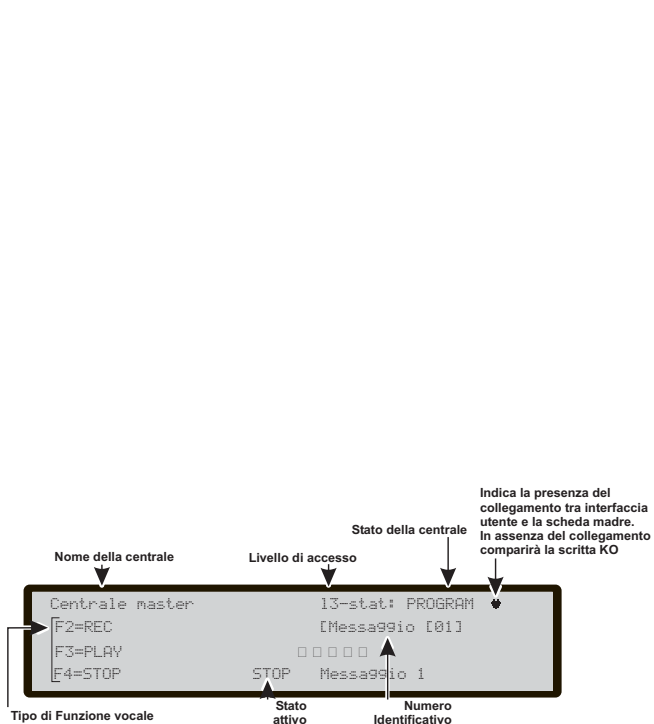 Indica la presenza del
collegamento tra interfaccia
utente e la scheda madre.
In assenza del collegamento
comparirà la scritta KO
Stato della centrale
Nome della centrale
Livello di accesso
Centrale master l3-stat: PROGRAM
F2=REC [Messaggio [01]
F3=PLAY
F4=STOP STOP Messaggio 1
Tipo di Funzione vocale
Stato
attivo
Numero
Identificativo